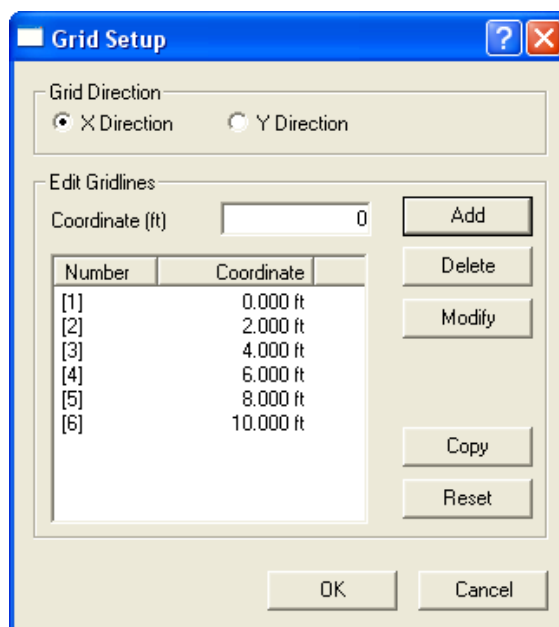 Grid Setup
Grid Direction
X Direction Y Direction
Edit Gridlines
Coordinate (ft) 0 Add
Delete
Number Coordinate
Modify
[1] 0.000 ft
[2] 2.000 ft
[3] 4.000 ft
[4] 6.000 ft
[5] 8.000 ft
[6] 10.000 ft
Copy
Reset
OK Cancel